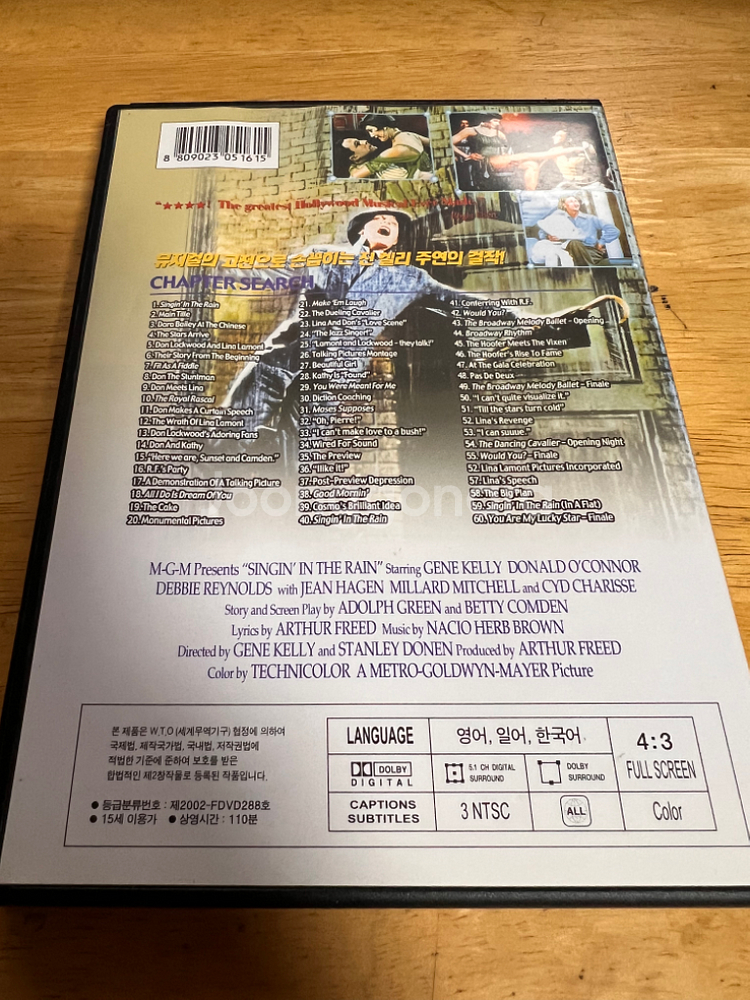 8 809023 051615
"★★★★! The greatest Hollywood Musical
뮤지컬의 고전으로 손꼽히는 진 켈리 주연의 걸작!
CHAPTER SEARCH
1. Singin' In The Rain
2. Main Title
3. Dora Bailey At The Chinese
4. The Stars Arrive
5. Don Lockwood And Lina Lamont
6. Their Story From The Beginning
7. Fit As A Fiddle
8. Don The Stuntman
9. Don Meets Lina
10. The Royal Rascal
11. Don Makes A Curtain Speech
12. The Wrath Of Lina Lamont
13. Don Lockwood's Adoring Fans
14. Don And Kathy
15. "Here we are, Sunset and Camden."
16. R.F.'s Party
17. A Demonstration Of A Talking Picture
18. All I Do Is Dream Of You
19. The Cake
20. Monumental Pictures
21. Make 'Em Laugh
22. The Dueling Cavalier
23. Lina And Don's "Love Scene"
24. "The Jazz Singer!"
25. "Lamont and Lockwood - they talk!"
26. Talking Pictures Montage
27. Beautiful Girl
28. Kathy Is "Found"
29. You Were Meant For Me
30. Diction Coaching
31. Moses Supposes
32. "Oh, Pierre!"
33. "I can't make love to a bush!"
34. Wired For Sound
35. The Preview
36. "I like it!"
37. Post-Preview Depression
38. Good Mornin'
39. Cosmo's Brilliant Idea
40. Singin' In The Rain
41. Conferring With R.F.
42. Would You?
43. The Broadway Melody Ballet - Opening
44. Broadway Rhythm
45. The Hoofer Meets The Vixen
46. The Hoofer's Rise To Fame
47. At The Gala Celebration
48. Pas De Deux
49. The Broadway Melody Ballet - Finale
50. "I can't quite visualize it."
51. "Till the stars turn cold"
52. Lina's Revenge
53. "I can suuue."
54. The Dancing Cavalier - Opening Night
55. Would You? - Finale
52. Lina Lamont Pictures Incorporated
57. Lina's Speech
58. The Big Plan
59. Singin' In The Rain (In A Flat)
60. You Are My Lucky Star - Finale
M-G-M Presents "SINGIN' IN THE RAIN" Starring GENE KELLY DONALD O'CONNOR
DEBBIE REYNOLDS with JEAN HAGEN MILLARD MITCHELL and CYD CHARISSE
Story and Screen Play by ADOLPH GREEN and BETTY COMDEN
Lyrics by ARTHUR FREED Music by NACIO HERB BROWN
Directed by GENE KELLY and STANLEY DONEN Produced by ARTHUR FREED
Color by TECHNICOLOR A METRO-GOLDWYN-MAYER Picture
본 제품은 W.T.O (세계무역기구) 협정에 의하여
국제법, 제작국가법, 국내법, 저작권법에
적법한 기준에 준하여 보호를 받은
합법적인 제2창작물로 등록된 작품입니다.
● 등급분류번호 : 제2002-FDVD288호
● 15세 이용가 ● 상영시간 : 110분
LANGUAGE 영어, 일어, 한국어
DOLBY DIGITAL
5.1 CH DIGITAL SURROUND
DOLBY SURROUND
4:3 FULL SCREEN
CAPTIONS SUBTITLES
3 NTSC
ALL
Color